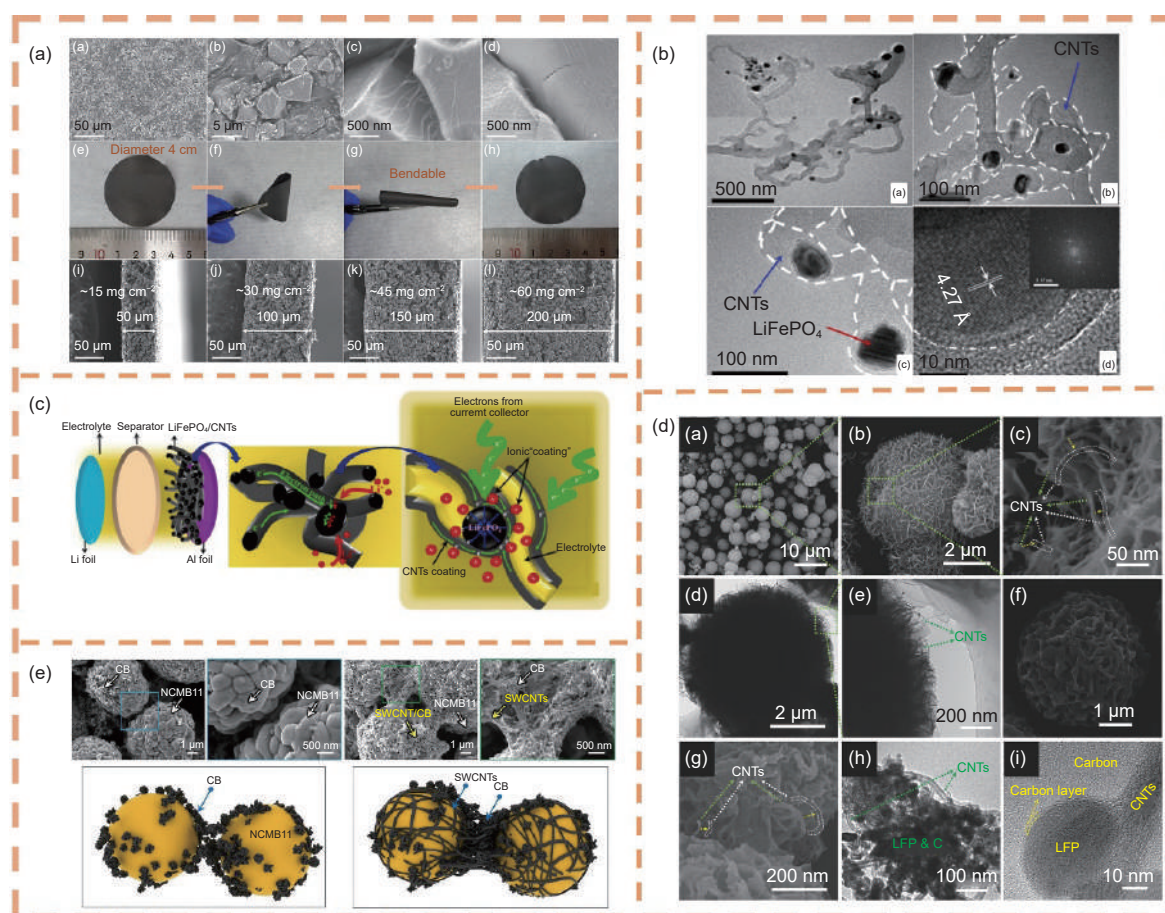 (a)
(a)
50 μm
(b)
5 μm
(c)
500 nm
(d)
500 nm
(e)
Diameter 4 cm
(f)
(g)
Bendable
(h)
(i)
~15 mg cm⁻²
50 μm
50 μm
(j)
~30 mg cm⁻²
100 μm
50 μm
(k)
~45 mg cm⁻²
150 μm
50 μm
(l)
~60 mg cm⁻²
200 μm
50 μm
(b)
500 nm
(a)
CNTs
100 nm
(b)
CNTs
LiFePO₄
100 nm
(c)
4.27 Å
10 nm
(d)
(c)
Electrolyte
Separator
LiFePO₄/CNTs
Li foil
Al foil
Electrons from
curremt collector
Ionic"coating"
LiFePO₄
Electrolyte
CNTs coating
(d)
(a)
10 μm
(b)
2 μm
(c)
CNTs
50 nm
(d)
2 μm
(e)
CNTs
200 nm
(f)
1 μm
(g)
CNTs
200 nm
(h)
CNTs
LFP & C
100 nm
(i)
Carbon
Carbon layer
CNTs
LFP
10 nm
(e)
CB
NCMB11
1 μm
CB
NCMB11
500 nm
SWCNT/CB
NCMB11
1 μm
CB
SWCNTs
500 nm
CB
NCMB11
SWCNTs
CB